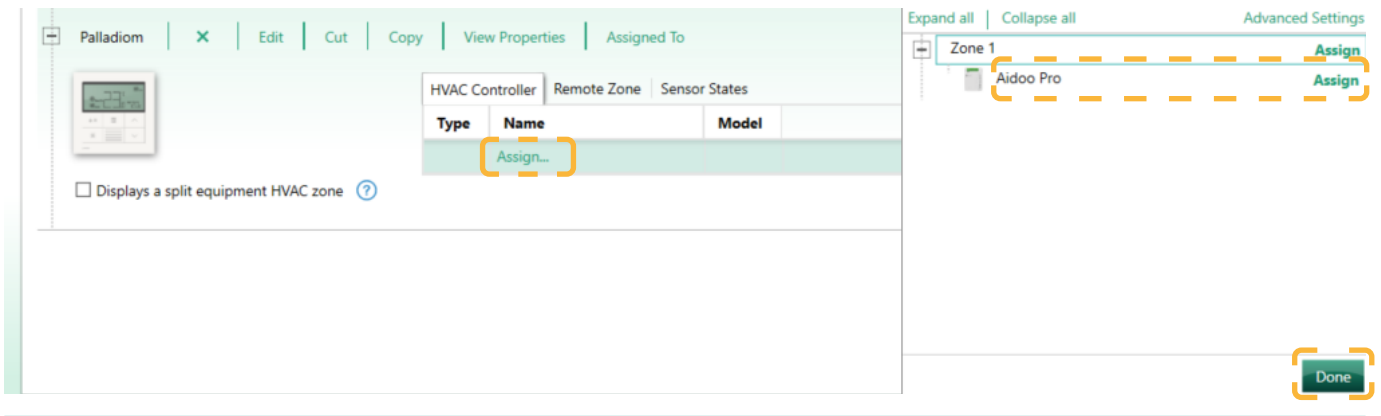 Palladiom
×
Edit
Cut
Copy
View Properties
Assigned To
HVAC Controller
Remote Zone
Sensor States
Type
Name
Model
Assign...
Displays a split equipment HVAC zone
?
Expand all
Collapse all
Advanced Settings
Zone 1
Assign
Aidoo Pro
Assign
Done